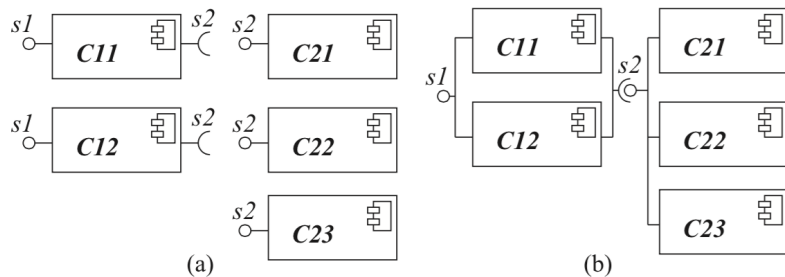 s1 C11 s2
s2 C21
s1 C12 s2
s2 C22
s2 C23
(a)
s1 C11 s2 C21
C12 C22
C23
(b)